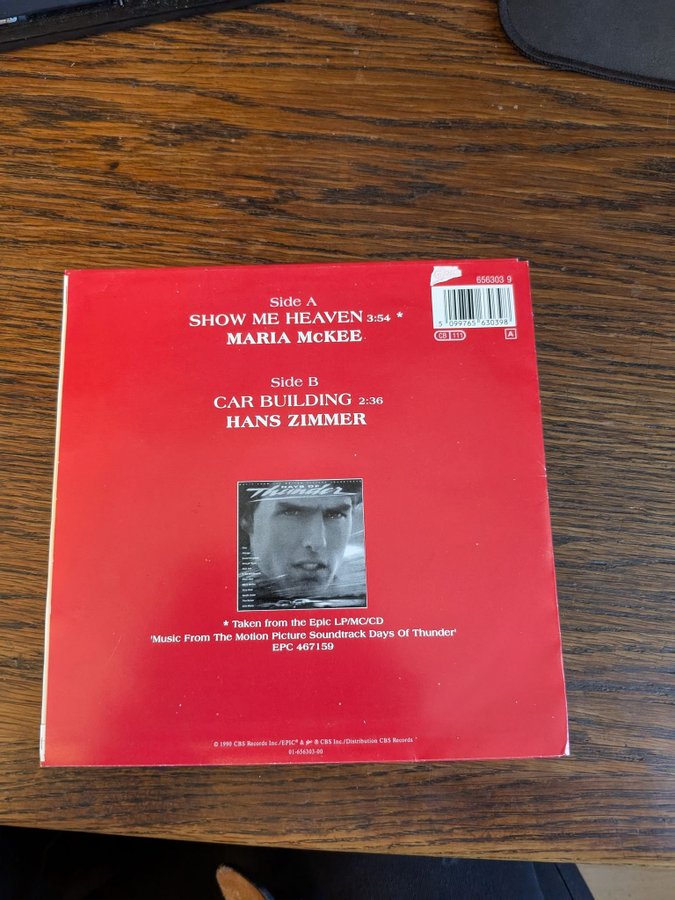 656303 9
Side A
SHOW ME HEAVEN 3:54 *
MARIA McKEE
5 099765 630398
CB 111
A
Side B
CAR BUILDING 2:36
HANS ZIMMER
DAYS OF
Thunder
* Taken from the Epic LP/MC/CD
'Music From The Motion Picture Soundtrack Days Of Thunder'
EPC 467159
© 1990 CBS Records Inc./EPIC® & ® CBS Inc./Distribution CBS Records
01-656303-00